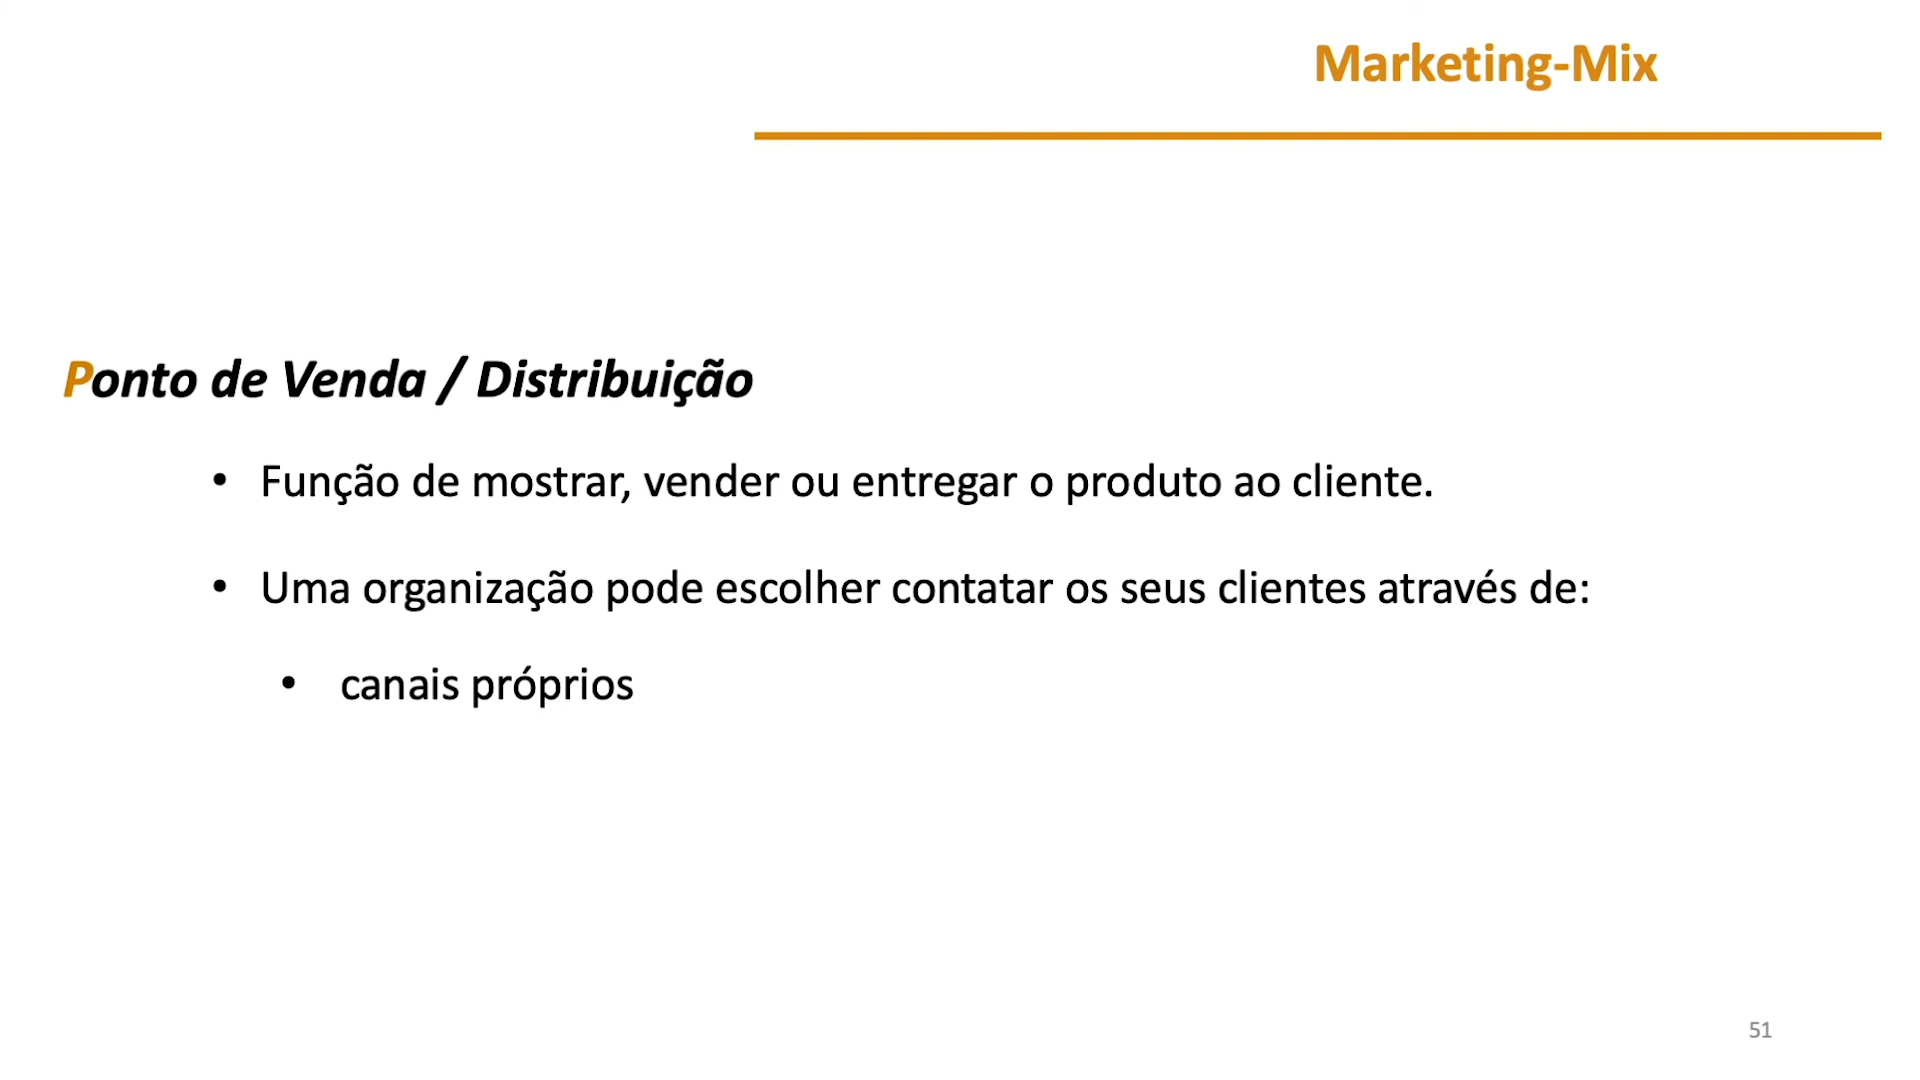 Marketing-Mix
Ponto de Venda / Distribuição
• Função de mostrar, vender ou entregar o produto ao cliente.
• Uma organização pode escolher contatar os seus clientes através de:
• canais próprios
51